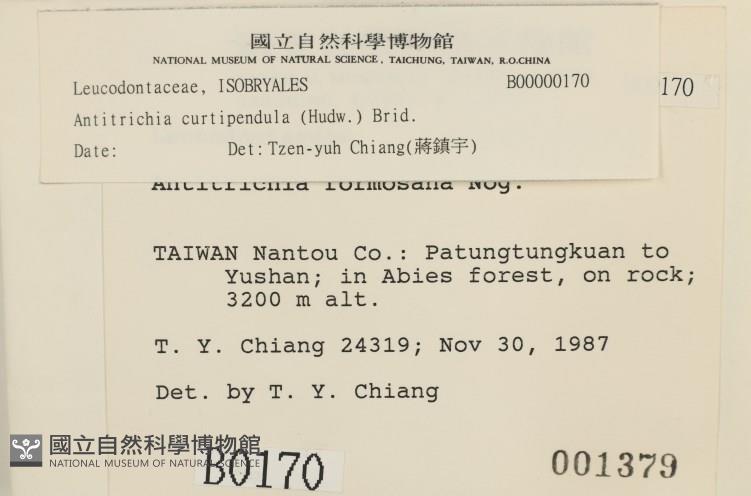 國立自然科學博物館
NATIONAL MUSEUM OF NATURAL SCIENCE, TAICHUNG, TAIWAN, R.O.CHINA
Leucodontaceae, ISOBRYALES B00000170
170
Antitrichia curtipendula (Hudw.) Brid.
Date: Det:Tzen-yuh Chiang(蔣鎮宇)
Antitrichia formosana Nog.
TAIWAN Nantou Co.: Patungtungkuan to
Yushan; in Abies forest, on rock;
3200 m alt.
T. Y. Chiang 24319; Nov 30, 1987
Det. by T. Y. Chiang
國立自然科學博物館
NATIONAL MUSEUM OF NATURAL SCIENCE
B0170
001379